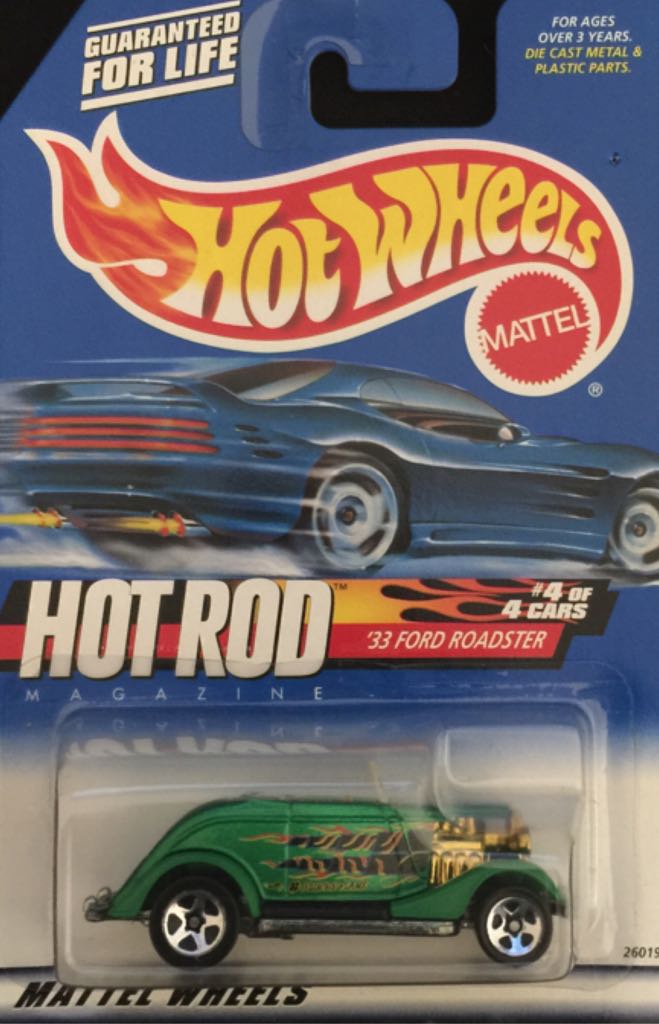 GUARANTEED
FOR LIFE
FOR AGES
OVER 3 YEARS.
DIE CAST METAL &
PLASTIC PARTS.
HOT WHEELS
MATTEL
®
HOT ROD™
MAGAZINE
#4 OF
4 CARS
'33 FORD ROADSTER
26019
MATTEL WHEELS